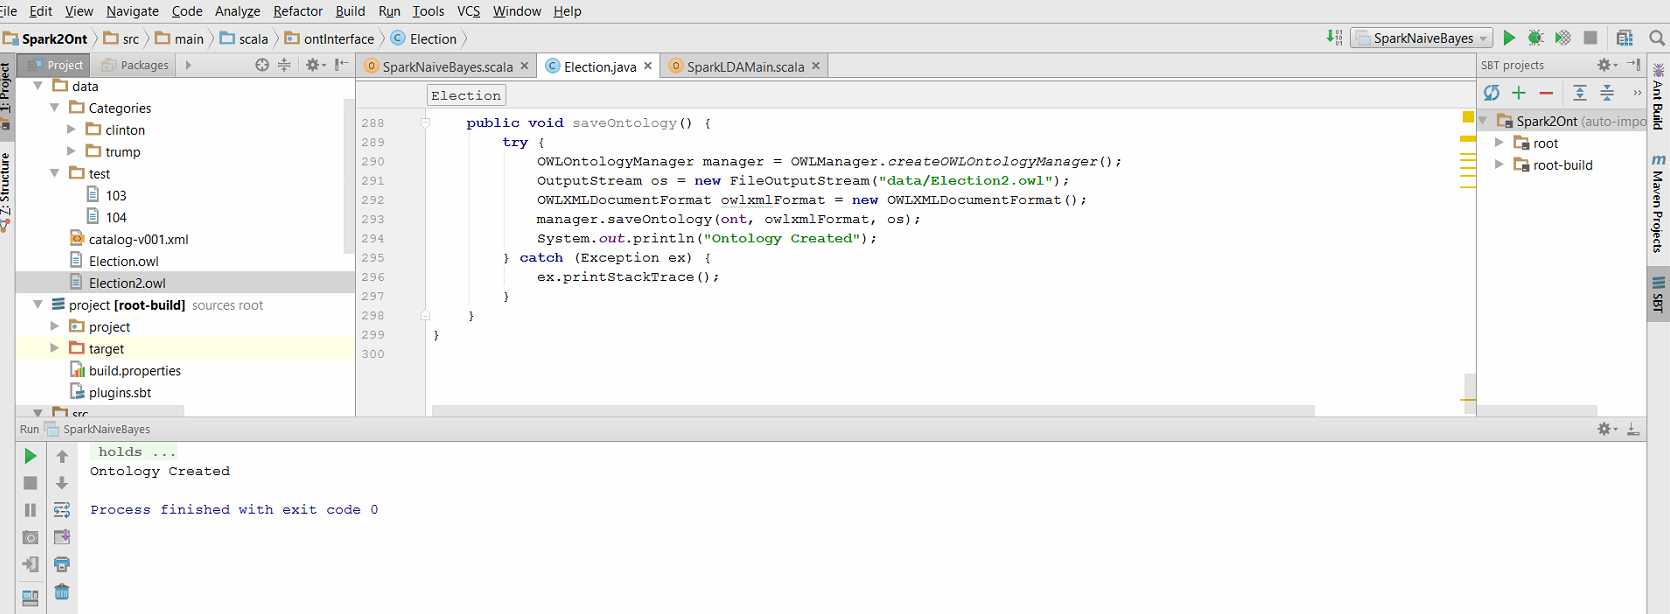 File Edit View Navigate Code Analyze Refactor Build Run Tools VCS Window Help
Spark2Ont src main scala ontInterface Election SparkNaiveBayes
1: Project
Project Packages
SparkNaiveBayes.scala Election.java SparkLDAMain.scala
SBT projects
data
Categories
clinton
trump
test
103
104
catalog-v001.xml
Election.owl
Election2.owl
project [root-build] sources root
project
target
build.properties
plugins.sbt
src
Z: Structure
Election
288 public void saveOntology() {
289 try {
290 OWLOntologyManager manager = OWLManager.createOWLOntologyManager();
291 OutputStream os = new FileOutputStream("data/Election2.owl");
292 OWLXMLDocumentFormat owlxmlFormat = new OWLXMLDocumentFormat();
293 manager.saveOntology(ont, owlxmlFormat, os);
294 System.out.println("Ontology Created");
295 } catch (Exception ex) {
296 ex.printStackTrace();
297 }
298 }
299 }
300
Spark2Ont (auto-impo
root
root-build
Ant Build
m Maven Projects
SBT
Run SparkNaiveBayes
holds ...
Ontology Created
Process finished with exit code 0